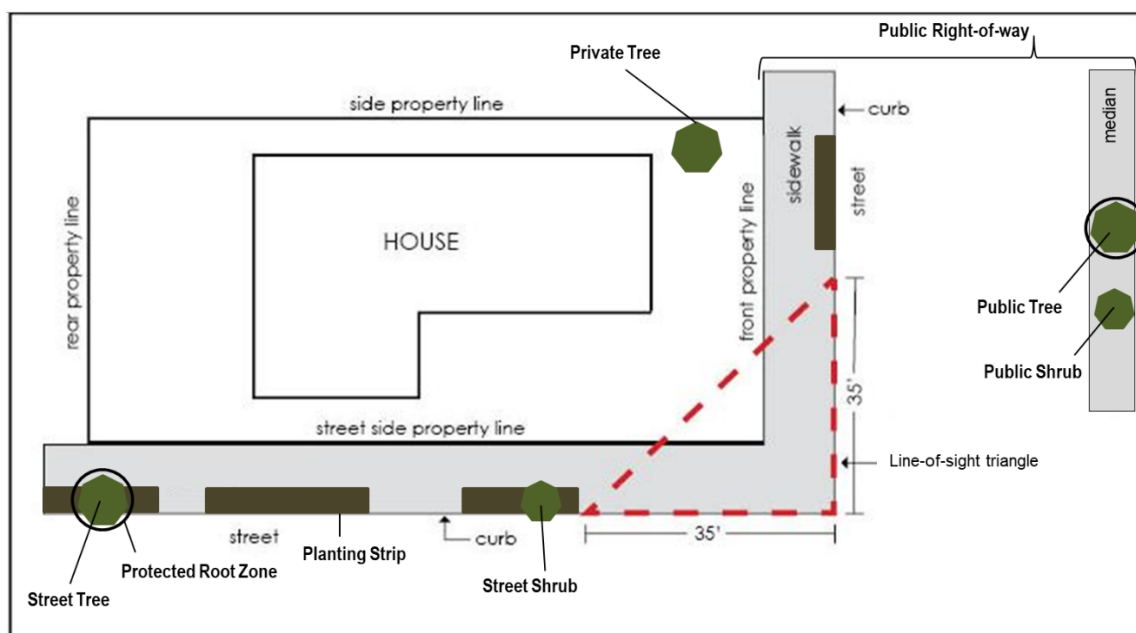 Public Right-of-way
Private Tree
side property line
curb
sidewalk
median
street
rear property line
HOUSE
front property line
Public Tree
Public Shrub
35'
street side property line
Line-of-sight triangle
street
curb
35'
Planting Strip
Protected Root Zone
Street Shrub
Street Tree